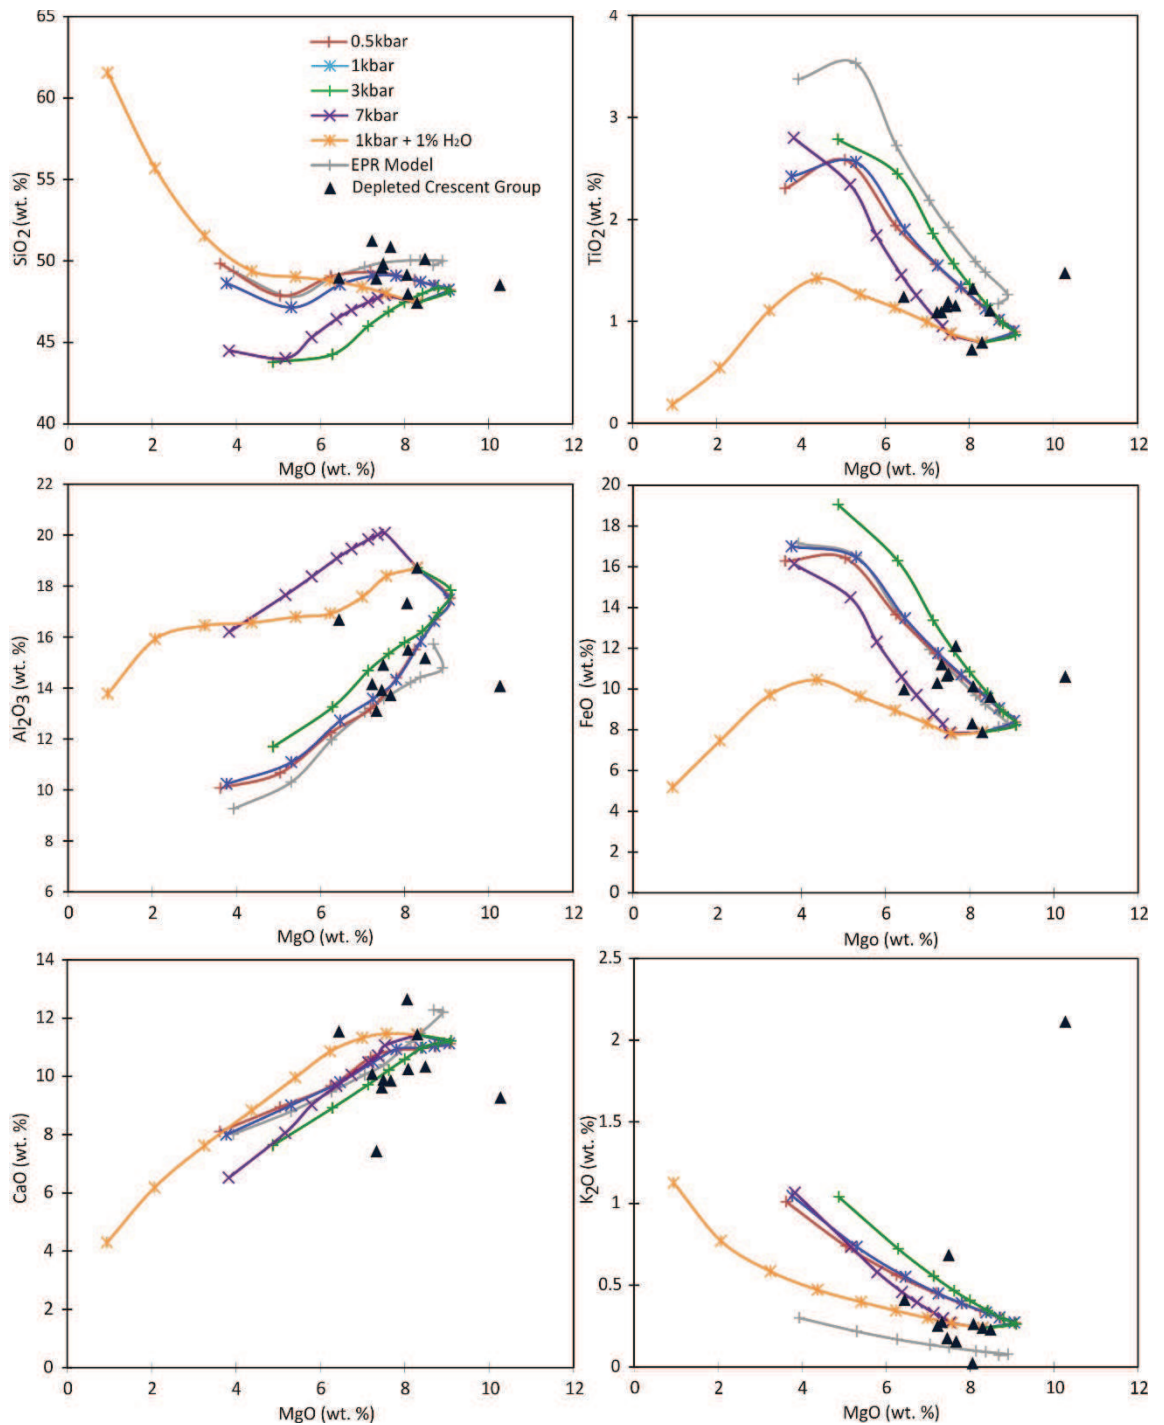 65
60
55
50
45
40
SiO2 (wt. %)
0 2 4 6 8 10 12
MgO (wt. %)
0.5kbar
1kbar
3kbar
7kbar
1kbar + 1% H2O
EPR Model
Depleted Crescent Group
4
3
2
1
0
TiO2 (wt. %)
0 2 4 6 8 10 12
MgO (wt. %)
22
20
18
16
14
12
10
8
6
Al2O3 (wt. %)
0 2 4 6 8 10 12
MgO (wt. %)
20
18
16
14
12
10
8
6
4
2
0
FeO (wt.%)
0 2 4 6 8 10 12
Mgo (wt. %)
14
12
10
8
6
4
2
0
CaO (wt. %)
0 2 4 6 8 10 12
MgO (wt. %)
2.5
2
1.5
1
0.5
0
K2O (wt. %)
0 2 4 6 8 10 12
MgO (wt. %)